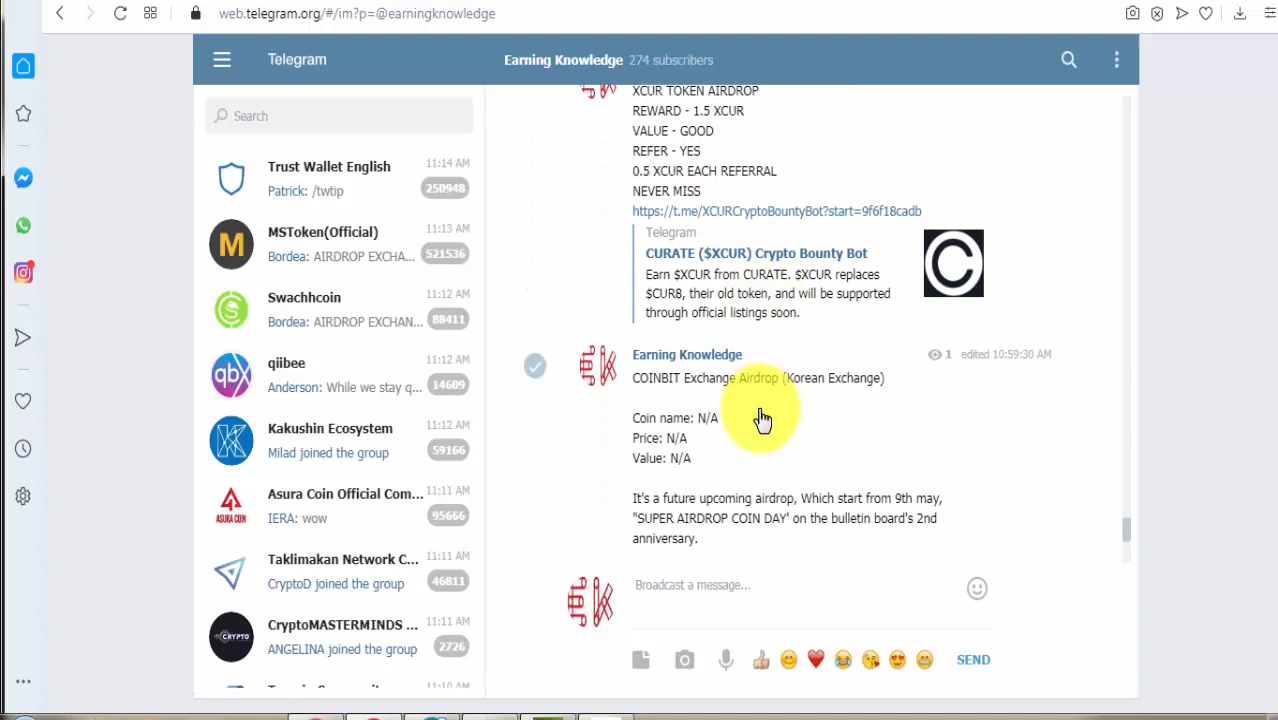 web.telegram.org/#/im?p=@earningknowledge
Telegram
Earning Knowledge 274 subscribers
Search
Trust Wallet English 11:14 AM
Patrick: /twtip 250948
M
MSToken(Official) 11:13 AM
Bordea: AIRDROP EXCHA... 521536
Swachhcoin 11:12 AM
Bordea: AIRDROP EXCHAN... 88411
qbx
qiibee 11:12 AM
Anderson: While we stay q... 14609
Kakushin Ecosystem 11:12 AM
Milad joined the group 59166
ASURA COIN
Asura Coin Official Com... 11:11 AM
IERA: wow 95666
Taklimakan Network C... 11:11 AM
CryptoD joined the group 46811
CRYPTO
CryptoMASTERMINDS ... 11:11 AM
ANGELINA joined the group 2726
11:10 AM
XCUR TOKEN AIRDROP
REWARD - 1.5 XCUR
VALUE - GOOD
REFER - YES
0.5 XCUR EACH REFERRAL
NEVER MISS
https://t.me/XCURCryptoBountyBot?start=9f6f18cadb
Telegram
CURATE ($XCUR) Crypto Bounty Bot
Earn $XCUR from CURATE. $XCUR replaces
$CUR8, their old token, and will be supported
through official listings soon.
Earning Knowledge 1 edited 10:59:30 AM
COINBIT Exchange Airdrop (Korean Exchange)
Coin name: N/A
Price: N/A
Value: N/A
It's a future upcoming airdrop, Which start from 9th may,
"SUPER AIRDROP COIN DAY' on the bulletin board's 2nd
anniversary.
Broadcast a message...
SEND